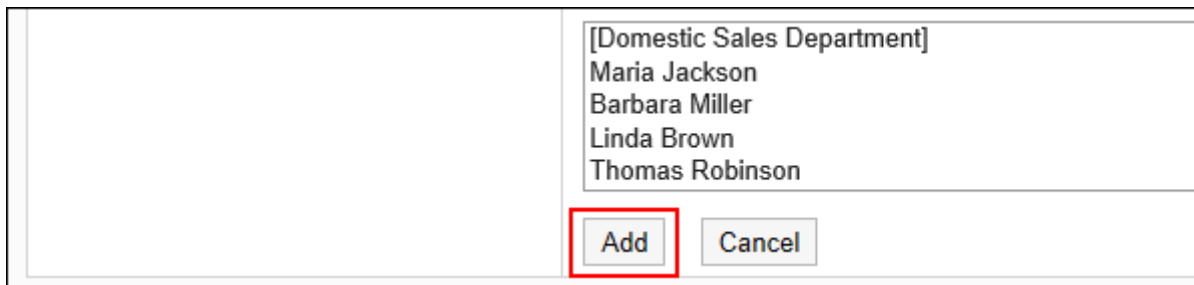 [Domestic Sales Department]
Maria Jackson
Barbara Miller
Linda Brown
Thomas Robinson
Add Cancel